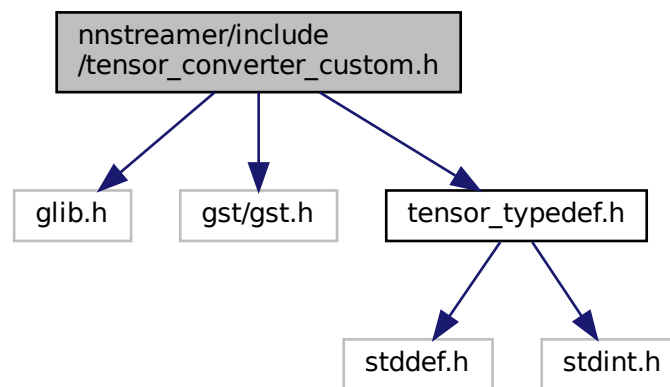 nnstreamer/include
/tensor_converter_custom.h
glib.h
gst/gst.h
tensor_typedef.h
stddef.h
stdint.h